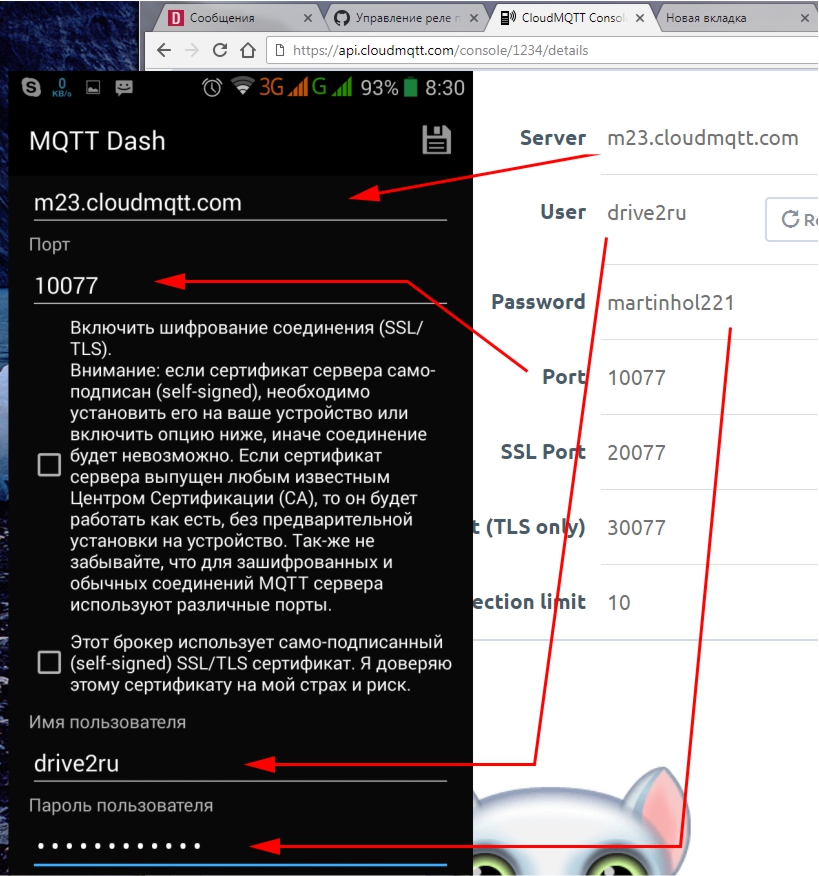 Сообщения
Управление реле п
CloudMQTT Consol
Новая вкладка
https://api.cloudmqtt.com/console/1234/details
0
KB/s
3G
G
93%
8:30
MQTT Dash
m23.cloudmqtt.com
Порт
10077
Включить шифрование соединения (SSL/
TLS).
Внимание: если сертификат сервера само-
подписан (self-signed), необходимо
установить его на ваше устройство или
включить опцию ниже, иначе соединение
будет невозможно. Если сертификат
сервера выпущен любым известным
Центром Сертификации (CA), то он будет
работать как есть, без предварительной
установки на устройство. Так-же не
забывайте, что для зашифрованных и
обычных соединений MQTT сервера
используют различные порты.
Этот брокер использует само-подписанный
(self-signed) SSL/TLS сертификат. Я доверяю
этому сертификату на мой страх и риск.
Имя пользователя
drive2ru
Пароль пользователя
••••••••••••
Server
m23.cloudmqtt.com
User
drive2ru
Re
Password
martinhol221
Port
10077
SSL Port
20077
t (TLS only)
30077
ection limit
10